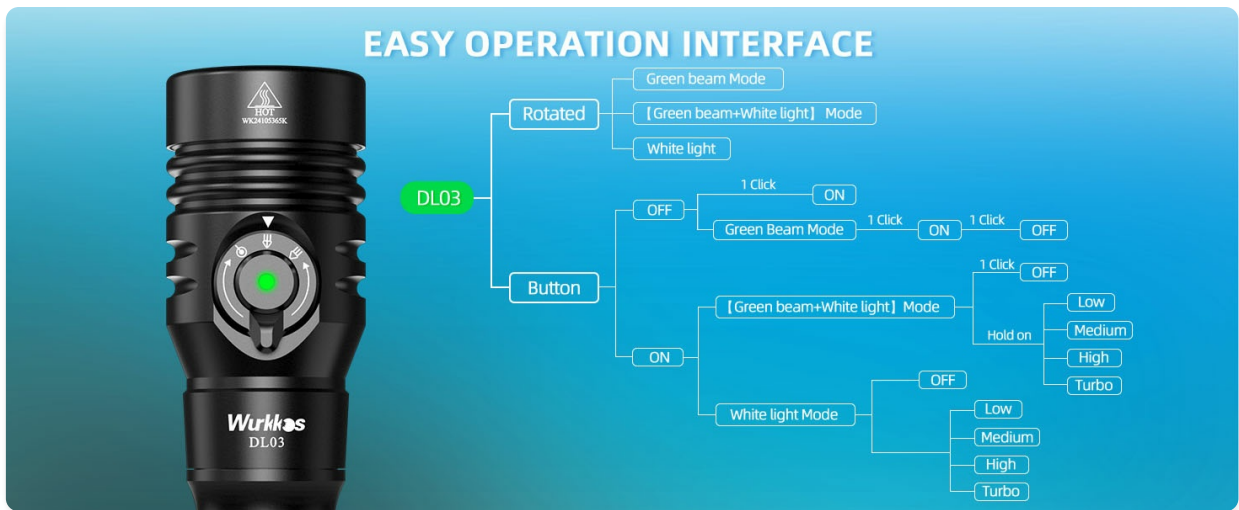 EASY OPERATION INTERFACE
HOT
WK24105365K
Wurkkos
DL03
DL03
Rotated
Green beam Mode
【Green beam+White light】 Mode
White light
Button
OFF
1 Click
ON
Green Beam Mode
1 Click
ON
1 Click
OFF
ON
【Green beam+White light】 Mode
1 Click
OFF
Hold on
Low
Medium
High
Turbo
White light Mode
OFF
Low
Medium
High
Turbo